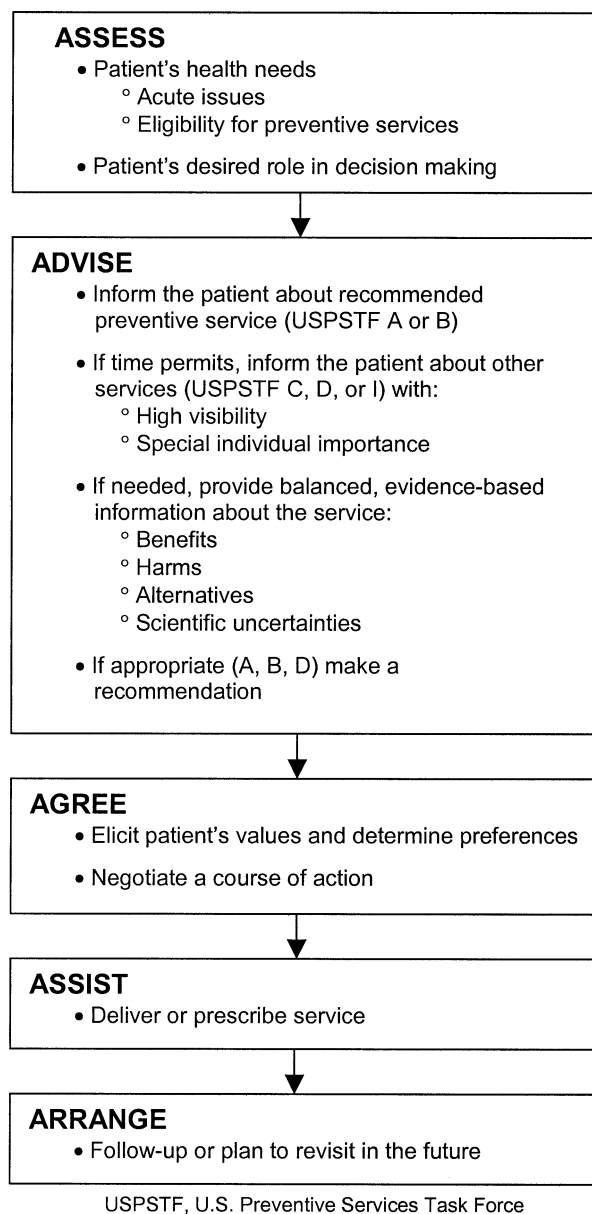 ASSESS
• Patient's health needs
° Acute issues
° Eligibility for preventive services
• Patient's desired role in decision making
ADVISE
• Inform the patient about recommended
preventive service (USPSTF A or B)
• If time permits, inform the patient about other
services (USPSTF C, D, or I) with:
° High visibility
° Special individual importance
• If needed, provide balanced, evidence-based
information about the service:
° Benefits
° Harms
° Alternatives
° Scientific uncertainties
• If appropriate (A, B, D) make a
recommendation
AGREE
• Elicit patient's values and determine preferences
• Negotiate a course of action
ASSIST
• Deliver or prescribe service
ARRANGE
• Follow-up or plan to revisit in the future
USPSTF, U.S. Preventive Services Task Force